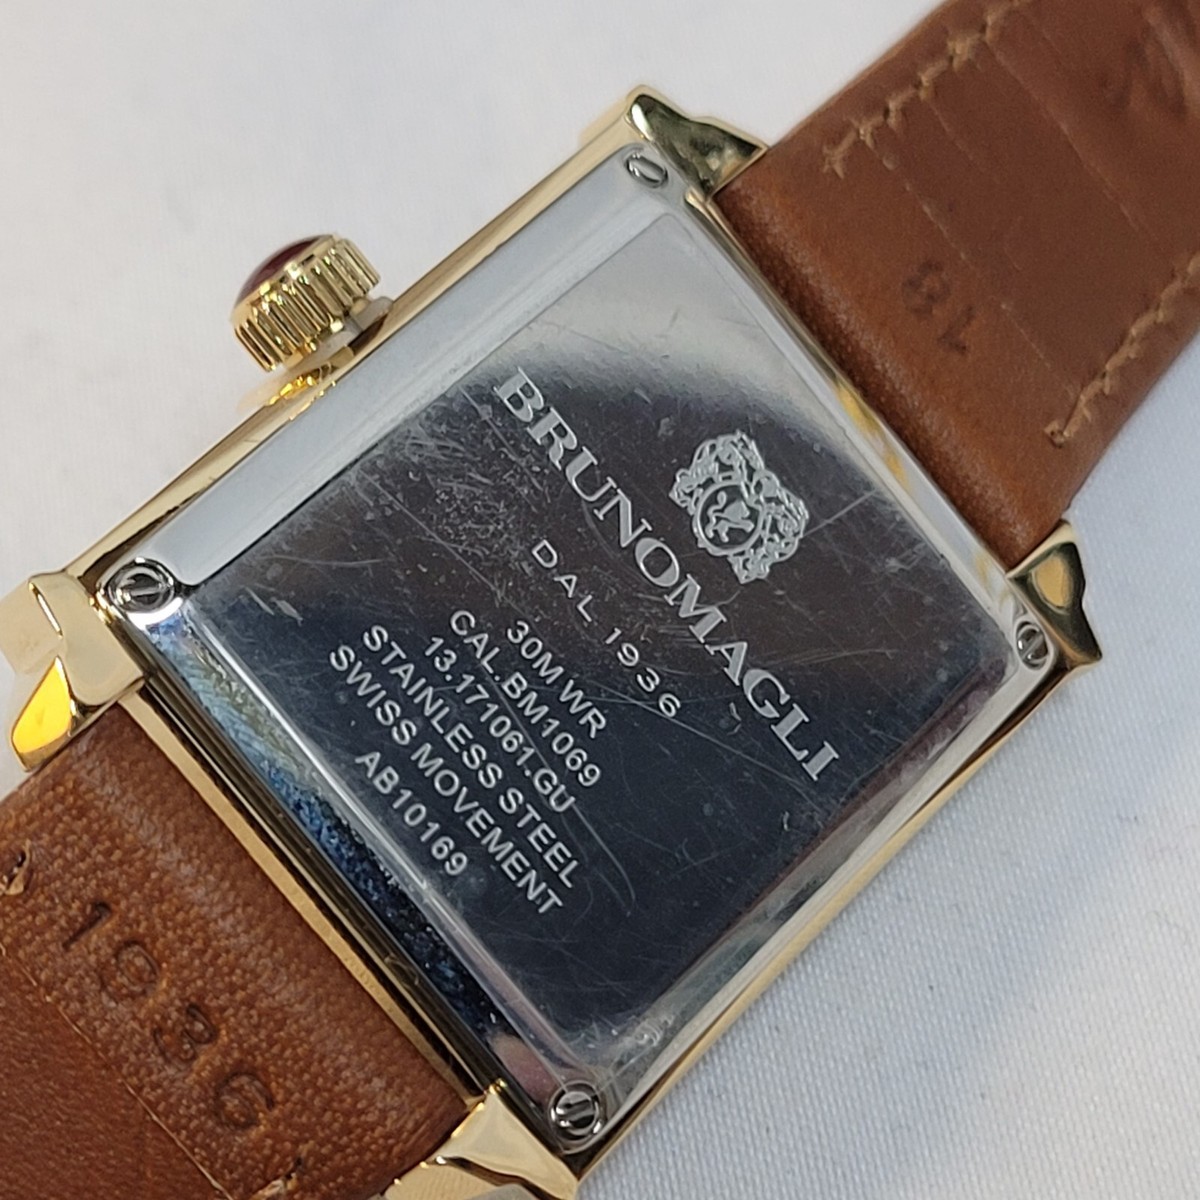 BRUNOMAGLI
DAL 1936
30M WR
CAL.BM1069
13.171061.GU
STAINLESS STEEL
SWISS MOVEMENT
AB10169
18
1936